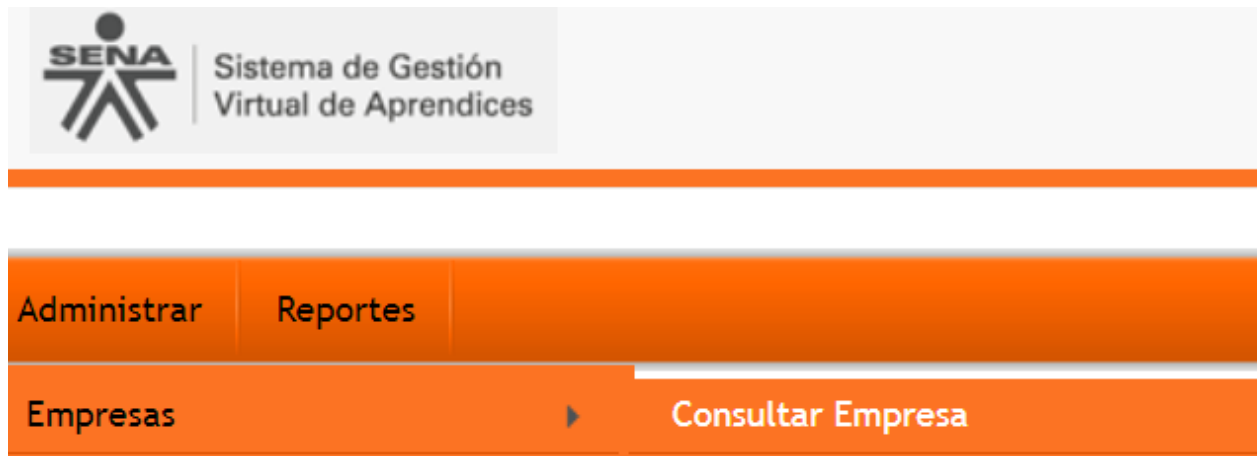 SENA
Sistema de Gestión
Virtual de Aprendices
Administrar
Reportes
Empresas
Consultar Empresa